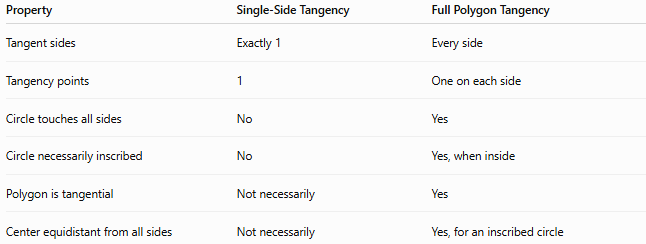 Property Single-Side Tangency Full Polygon Tangency
Tangent sides Exactly 1 Every side
Tangency points 1 One on each side
Circle touches all sides No Yes
Circle necessarily inscribed No Yes, when inside
Polygon is tangential Not necessarily Yes
Center equidistant from all sides Not necessarily Yes, for an inscribed circle